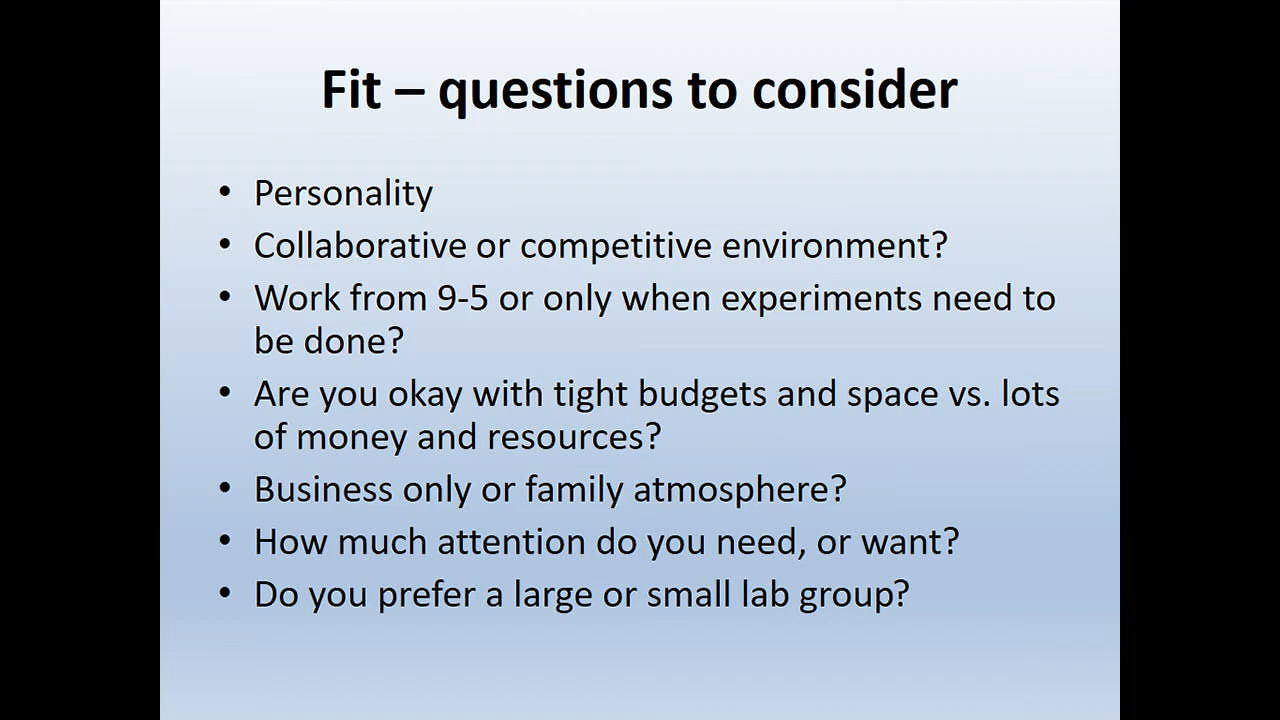 Fit – questions to consider
• Personality
• Collaborative or competitive environment?
• Work from 9-5 or only when experiments need to
be done?
• Are you okay with tight budgets and space vs. lots
of money and resources?
• Business only or family atmosphere?
• How much attention do you need, or want?
• Do you prefer a large or small lab group?